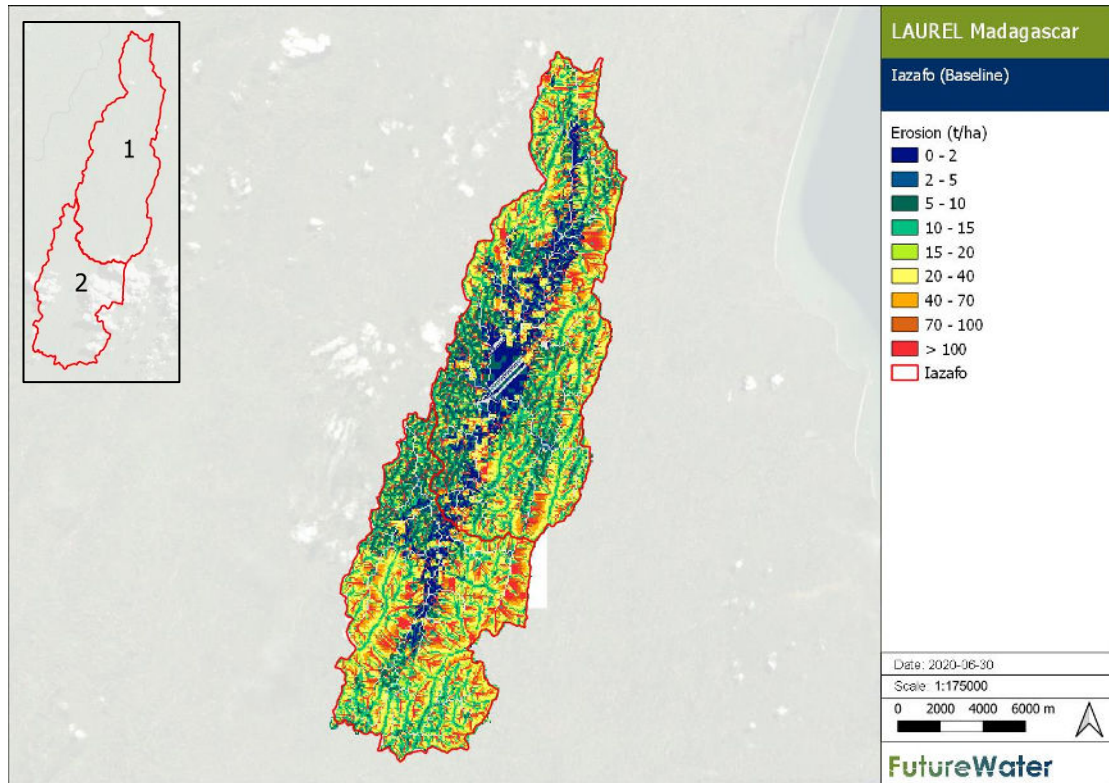 1
2
LAUREL Madagascar
Iazafo (Baseline)
Erosion (t/ha)
0 - 2
2 - 5
5 - 10
10 - 15
15 - 20
20 - 40
40 - 70
70 - 100
> 100
Iazafo
Date: 2020-06-30
Scale: 1:175000
0 2000 4000 6000 m
FutureWater